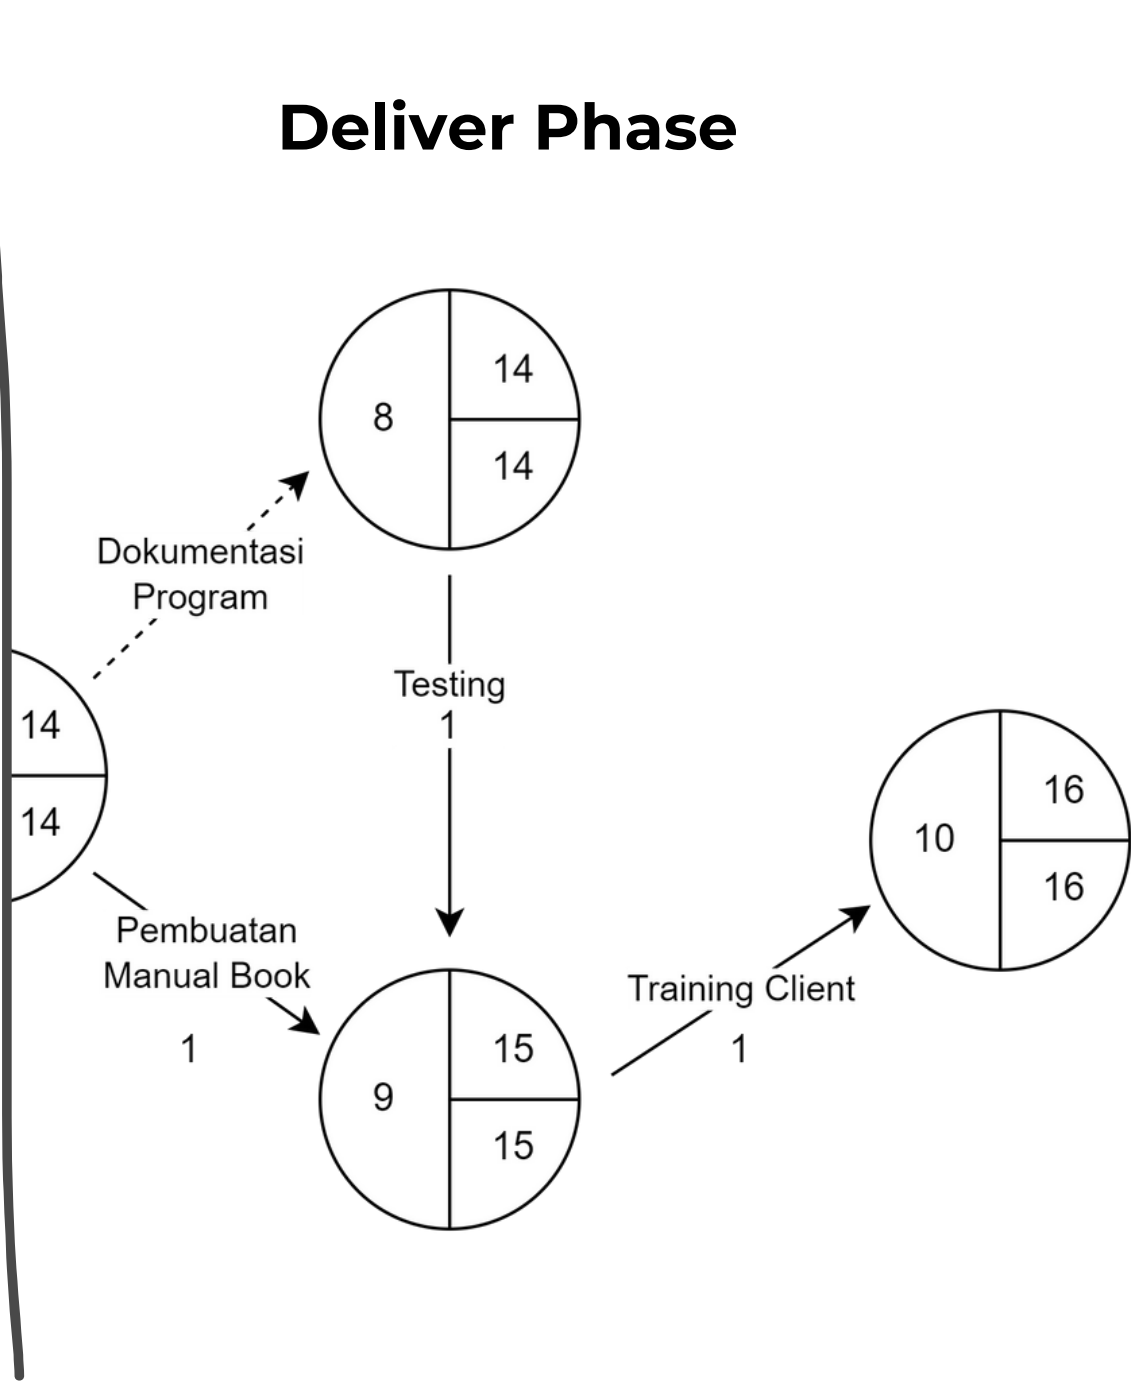 Deliver Phase
14
8
14
Dokumentasi
Program
Testing
1
14
14
16
10
16
Pembuatan
Manual Book
1
Training Client
1
15
9
15